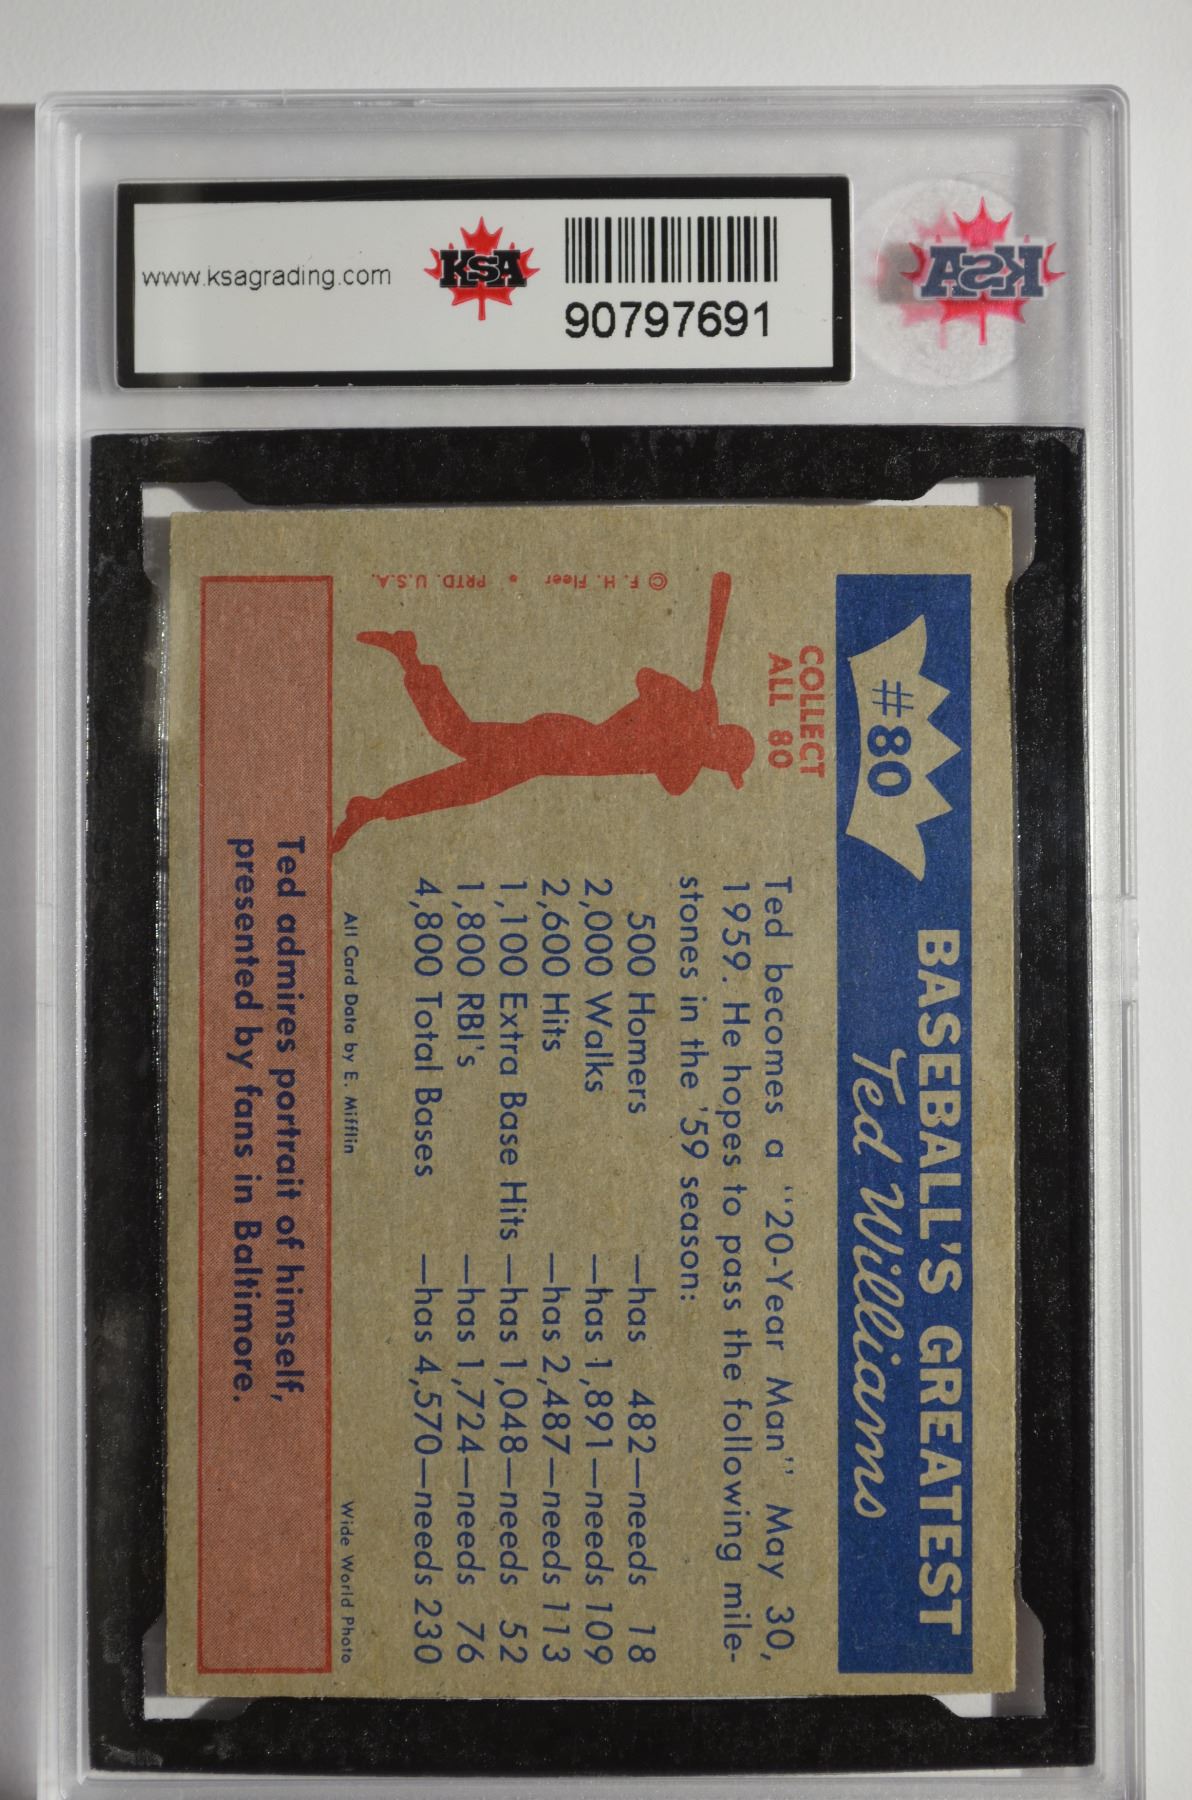 www.ksagrading.com
KSA
90797691
KSA
#80
BASEBALL'S GREATEST
Ted Williams
COLLECT
ALL 80
© F. H. Fleer • PRTD. U.S.A.
Ted becomes a "20-Year Man" May 30,
1959. He hopes to pass the following mile-
stones in the '59 season:
500 Homers —has 482—needs 18
2,000 Walks —has 1,891—needs 109
2,600 Hits —has 2,487—needs 113
1,100 Extra Base Hits —has 1,048—needs 52
1,800 RBI's —has 1,724—needs 76
4,800 Total Bases —has 4,570—needs 230
All Card Data by E. Mifflin
Wide World Photo
Ted admires portrait of himself,
presented by fans in Baltimore.